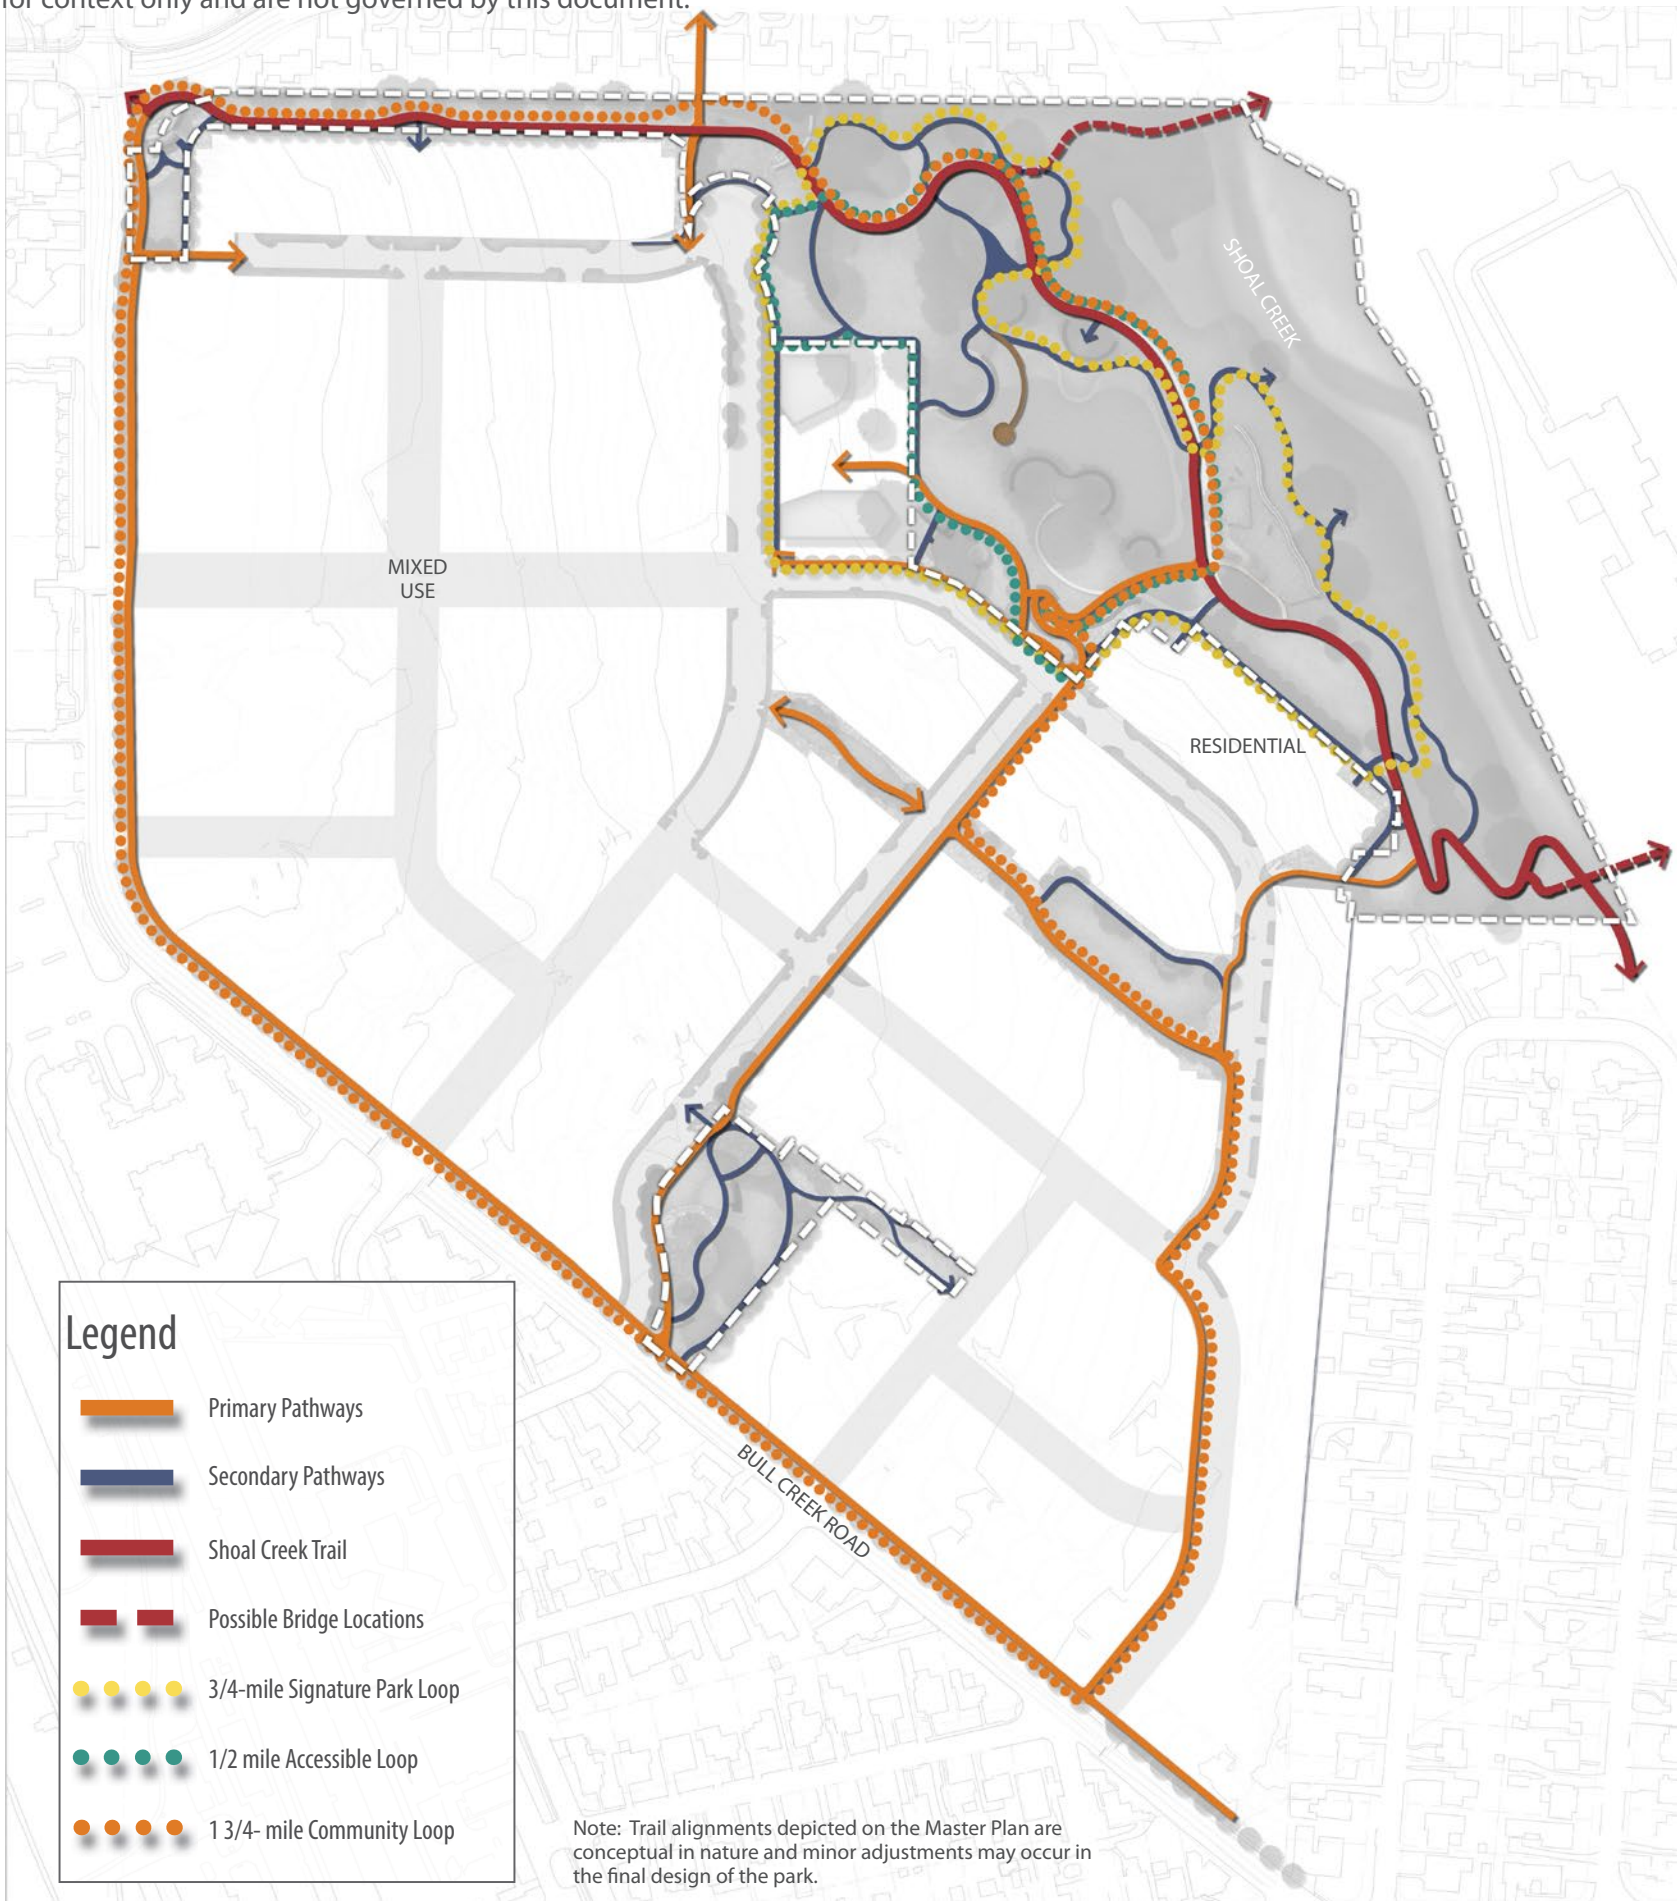 for context only and are not governed by this document.
SHOAL CREEK
MIXED
USE
RESIDENTIAL
BULL CREEK ROAD
Legend
Primary Pathways
Secondary Pathways
Shoal Creek Trail
Possible Bridge Locations
3/4-mile Signature Park Loop
1/2 mile Accessible Loop
1 3/4- mile Community Loop
Note: Trail alignments depicted on the Master Plan are
conceptual in nature and minor adjustments may occur in
the final design of the park.